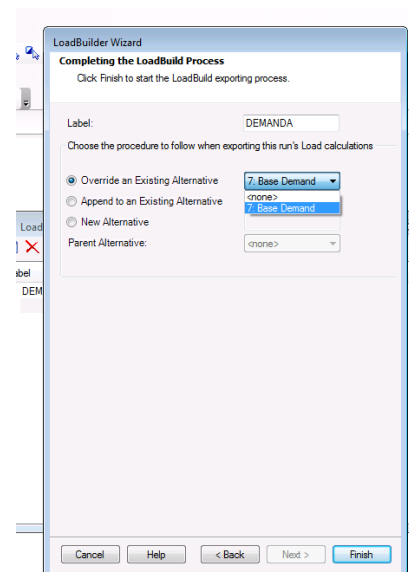 LoadBuilder Wizard
Completing the LoadBuild Process
Click Finish to start the LoadBuild exporting process.
Label: DEMANDA
Choose the procedure to follow when exporting this run's Load calculations
Override an Existing Alternative 7: Base Demand
<none>
Append to an Existing Alternative 7: Base Demand
New Alternative
Parent Alternative: <none>
Load
abel
DEM
Cancel Help < Back Next > Finish